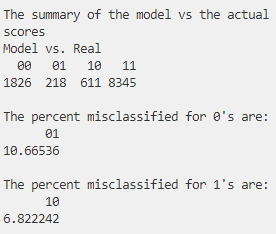 The summary of the model vs the actual
scores
Model vs. Real
00 01 10 11
1826 218 611 8345
The percent misclassified for 0's are:
01
10.66536
The percent misclassified for 1's are:
10
6.822242